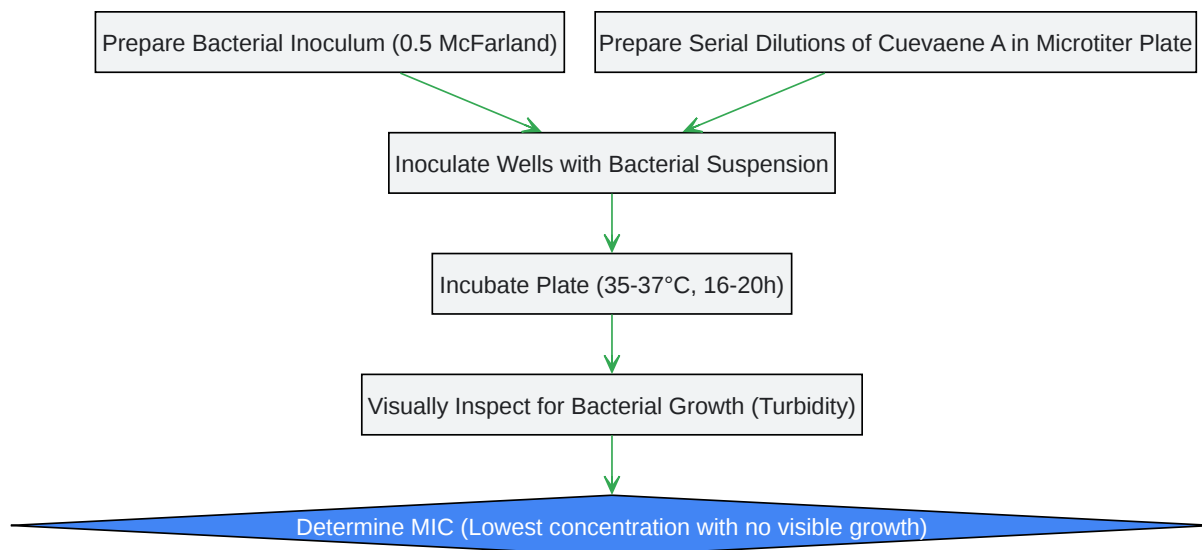 Prepare Bacterial Inoculum (0.5 McFarland)
Prepare Serial Dilutions of Cuevaene A in Microtiter Plate
Inoculate Wells with Bacterial Suspension
Incubate Plate (35-37°C, 16-20h)
Visually Inspect for Bacterial Growth (Turbidity)
Determine MIC (Lowest concentration with no visible growth)